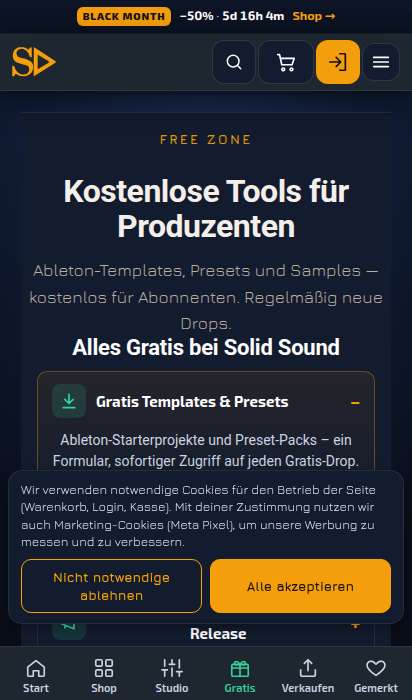 BLACK MONTH −50% · 5d 16h 4m Shop →
S
FREE ZONE
Kostenlose Tools für
Produzenten
Ableton-Templates, Presets und Samples —
kostenlos für Abonnenten. Regelmäßig neue
Drops.
Alles Gratis bei Solid Sound
Gratis Templates & Presets −
Ableton-Starterprojekte und Preset-Packs – ein
Formular, sofortiger Zugriff auf jeden Gratis-Drop.
Wir verwenden notwendige Cookies für den Betrieb der Seite
(Warenkorb, Login, Kasse). Mit deiner Zustimmung nutzen wir
auch Marketing-Cookies (Meta Pixel), um unsere Werbung zu
messen und zu verbessern.
Nicht notwendige
ablehnen
Alle akzeptieren
Release
Start Shop Studio Gratis Verkaufen Gemerkt